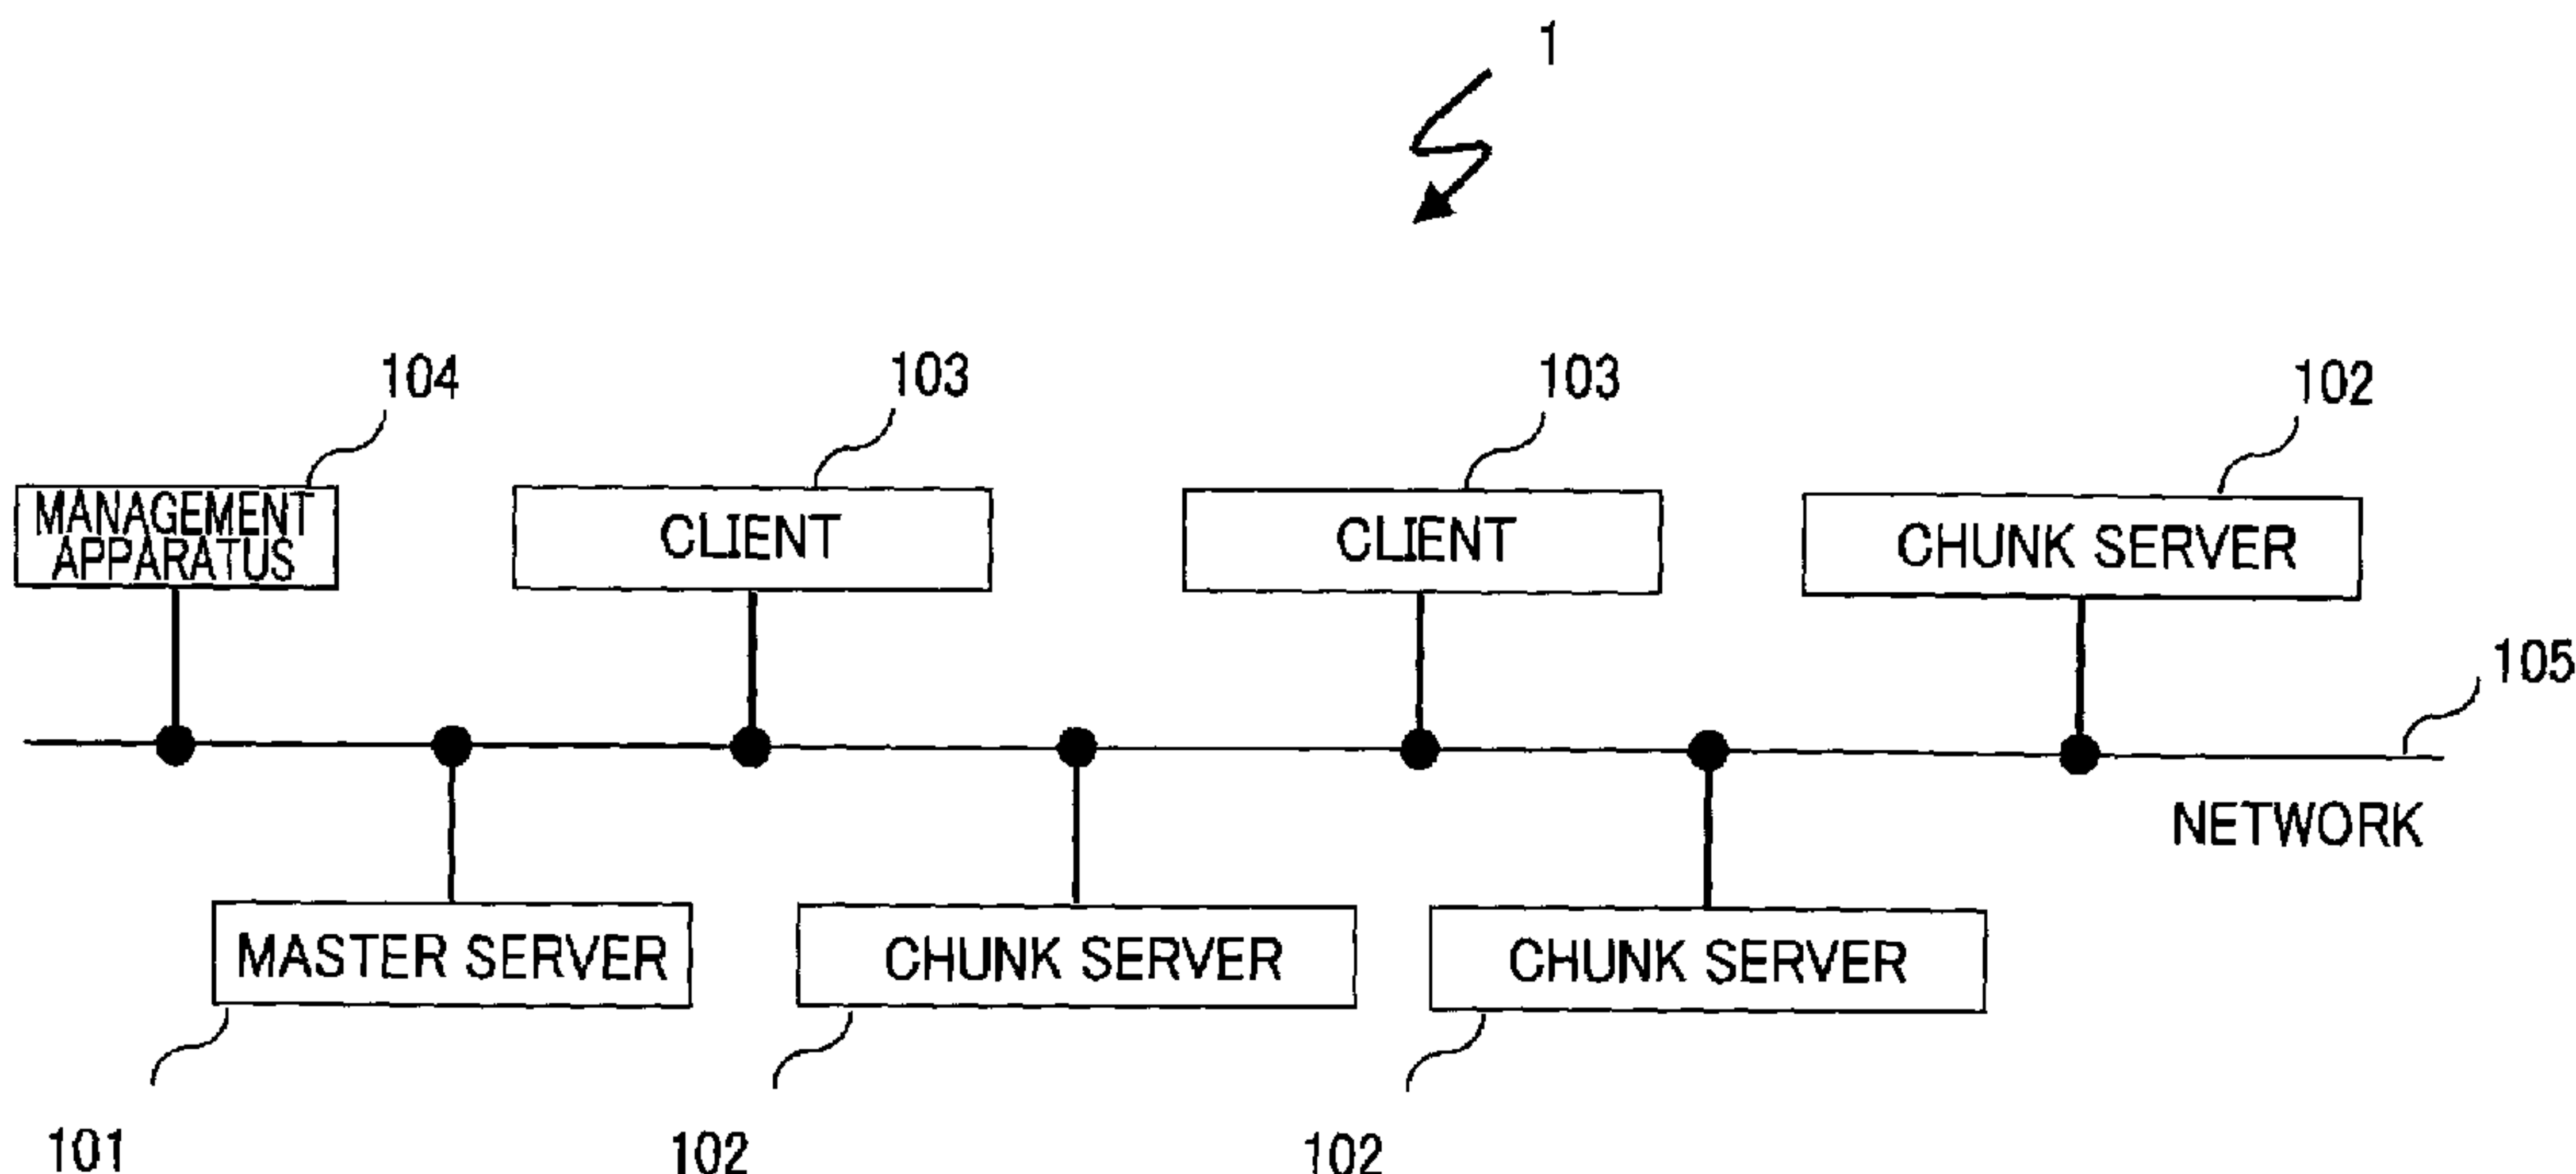 1
104
103
103
102
MANAGEMENT
APPARATUS
CLIENT
CLIENT
CHUNK SERVER
105
NETWORK
MASTER SERVER
CHUNK SERVER
CHUNK SERVER
101
102
102